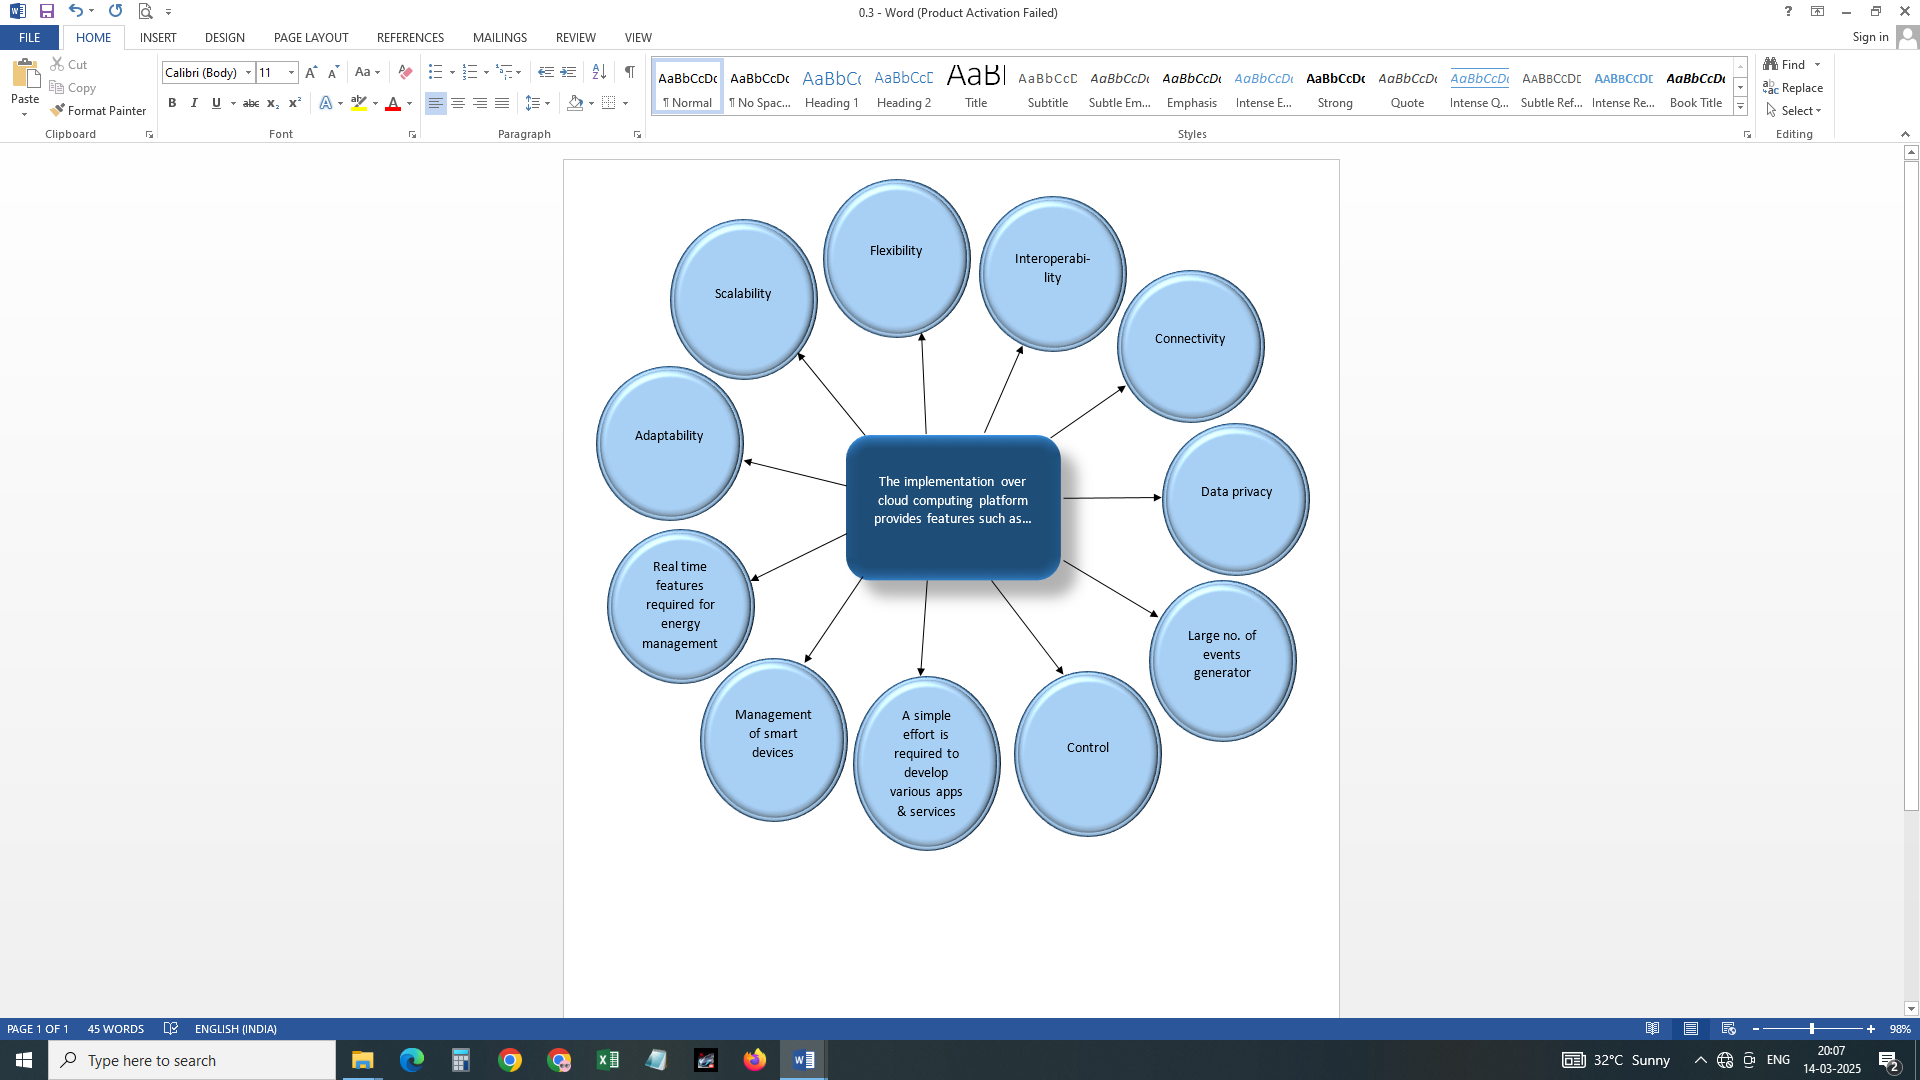 0.3 - Word (Product Activation Failed)
?
FILE HOME INSERT DESIGN PAGE LAYOUT REFERENCES MAILINGS REVIEW VIEW
Sign in
Paste
Cut
Copy
Format Painter
Clipboard
Calibri (Body) 11
Font
Paragraph
AaBbCcDc AaBbCcDc AaBbCc AaBbCcD AaBl AaBbCcD AaBbCcDc AaBbCcDc AaBbCcDc AaBbCcDc AaBbCcDc AaBbCcDc AABBCCDE AABBCCDE AaBbCcDc
¶ Normal ¶ No Spac... Heading 1 Heading 2 Title Subtitle Subtle Em... Emphasis Intense E... Strong Quote Intense Q... Subtle Ref... Intense Re... Book Title
Styles
Find
Replace
Select
Editing
Flexibility
Interoperabi-
lity
Scalability
Connectivity
Adaptability
The implementation over
cloud computing platform
provides features such as...
Data privacy
Real time
features
required for
energy
management
Large no. of
events
generator
Management
of smart
devices
A simple
effort is
required to
develop
various apps
& services
Control
PAGE 1 OF 1 45 WORDS ENGLISH (INDIA)
98%
Type here to search
32°C Sunny
ENG
20:07
14-03-2025
2